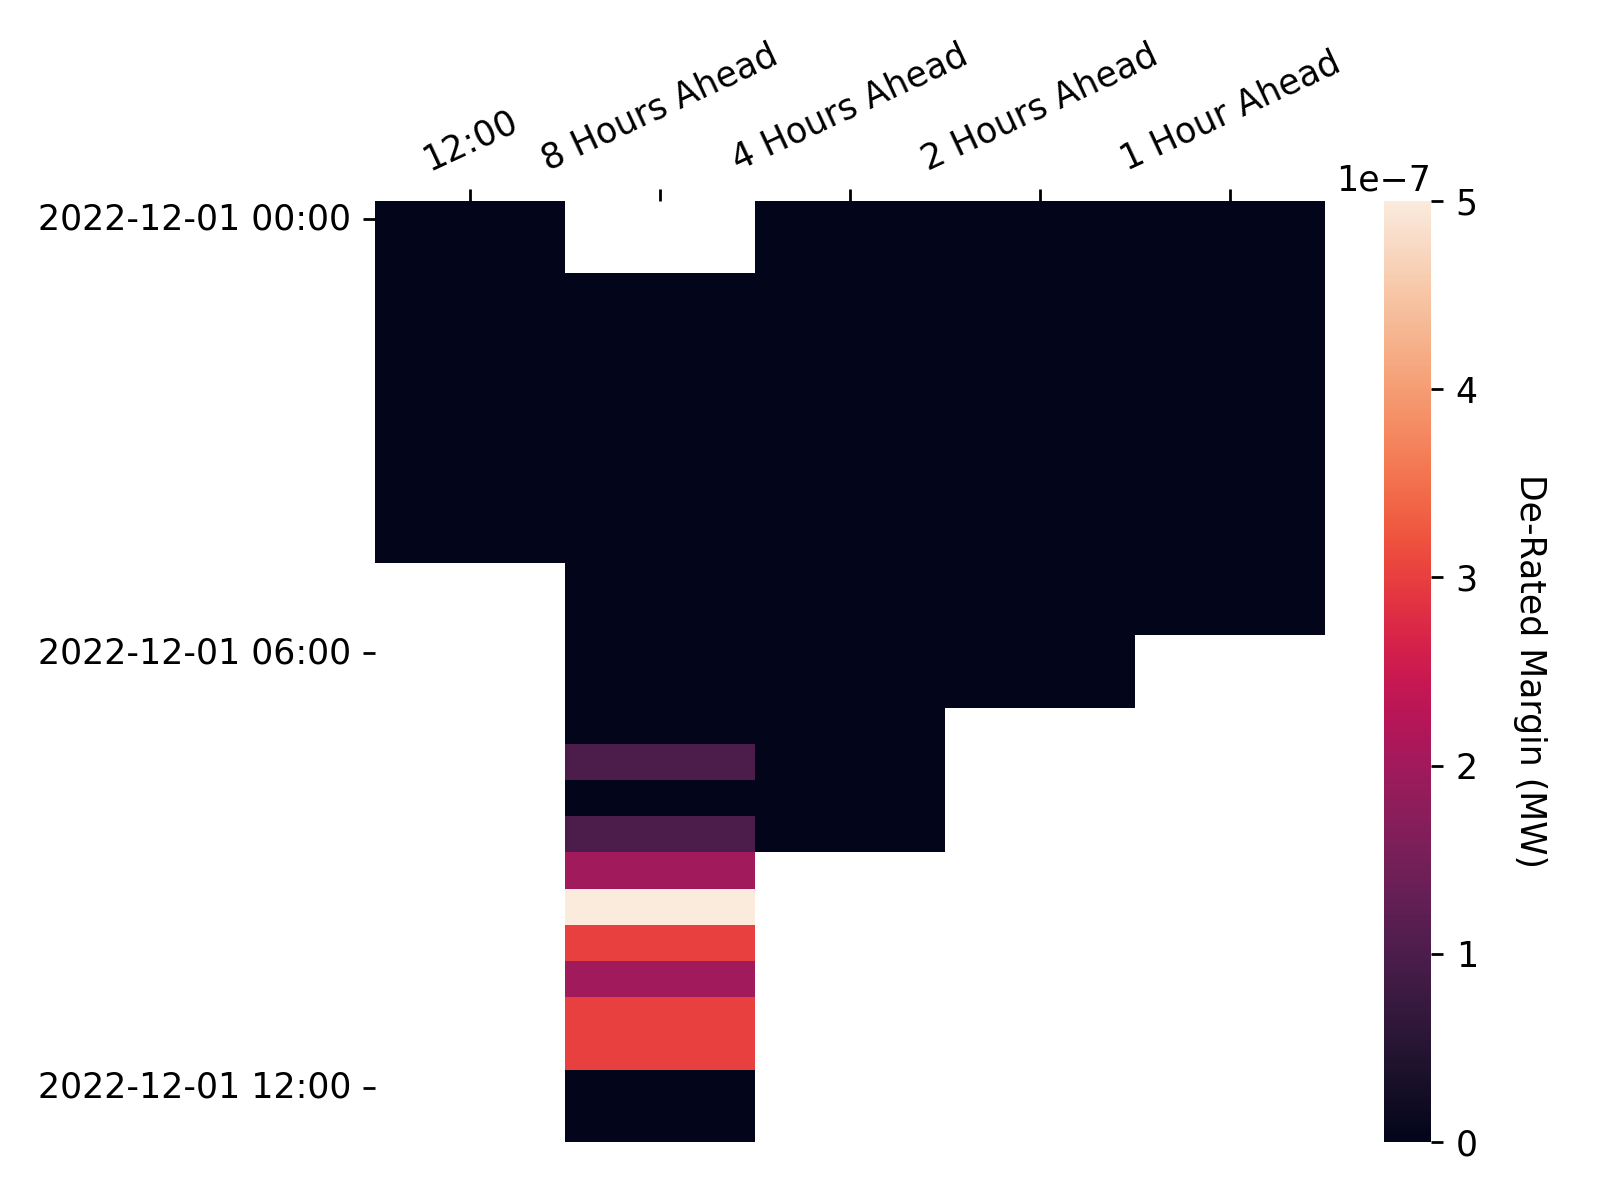 12:00
8 Hours Ahead
4 Hours Ahead
2 Hours Ahead
1 Hour Ahead
2022-12-01 00:00
2022-12-01 06:00
2022-12-01 12:00
1e−7
5
4
3
2
1
0
De-Rated Margin (MW)